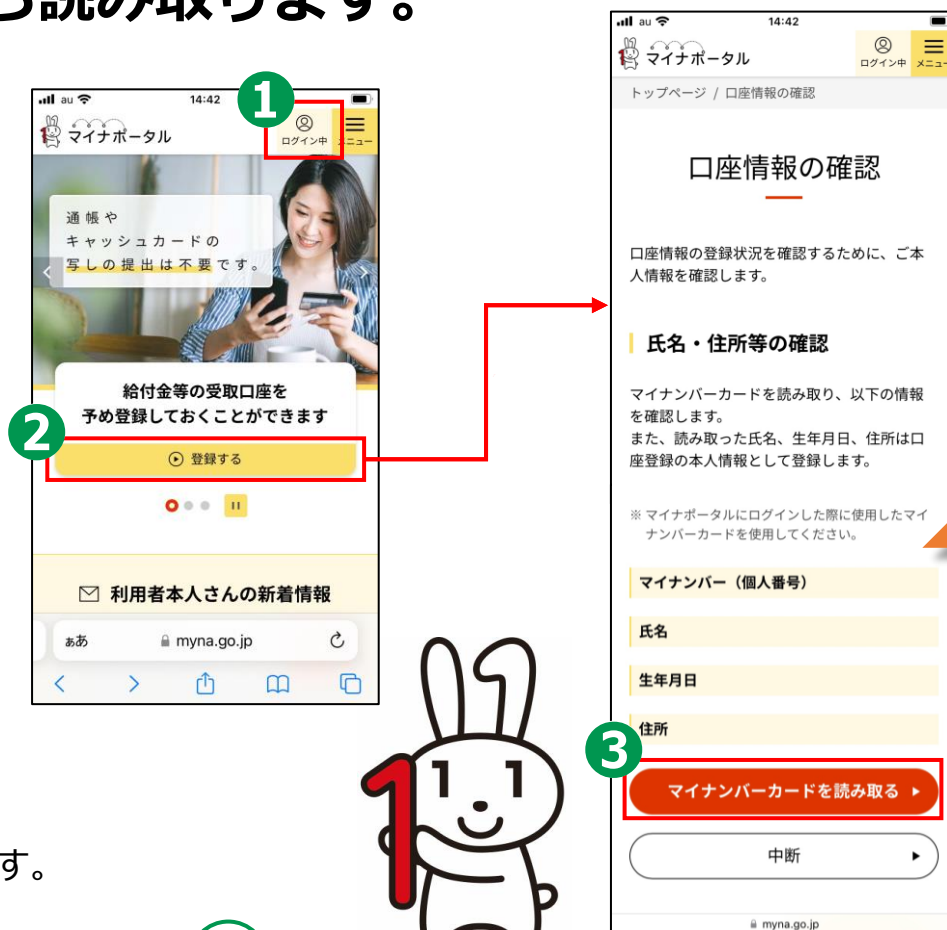 ら読み取ります。
au
14:42
1
マイナポータル
ログイン中
メニュー
通帳や
キャッシュカードの
写しの提出は不要です。
給付金等の受取口座を
予め登録しておくことができます
2
登録する
利用者本人さんの新着情報
ぁあ
myna.go.jp
す。
1
1 1
au
14:42
マイナポータル
ログイン中
メニュー
トップページ / 口座情報の確認
口座情報の確認
口座情報の登録状況を確認するために、ご本
人情報を確認します。
氏名・住所等の確認
マイナンバーカードを読み取り、以下の情報
を確認します。
また、読み取った氏名、生年月日、住所は口
座登録の本人情報として登録します。
※ マイナポータルにログインした際に使用したマイ
ナンバーカードを使用してください。
マイナンバー（個人番号）
氏名
生年月日
住所
3
マイナンバーカードを読み取る
中断
myna.go.jp